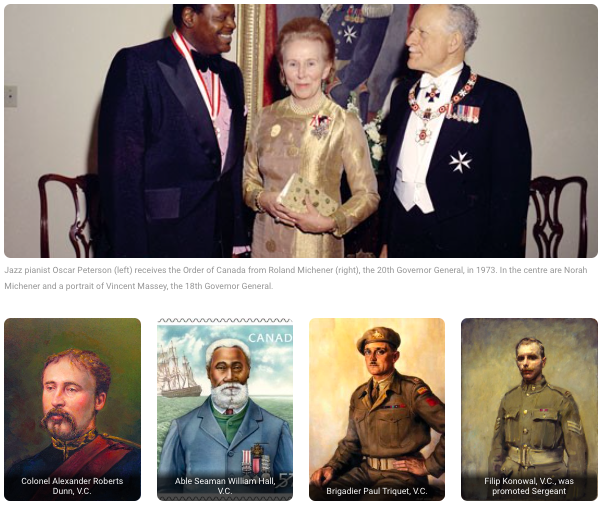 Jazz pianist Oscar Peterson (left) receives the Order of Canada from Roland Michener (right), the 20th Governor General, in 1973. In the centre are Norah
Michener and a portrait of Vincent Massey, the 18th Governor General.
CANAD
57
Colonel Alexander Roberts
Dunn, V.C.
Able Seaman William Hall,
V.C.
Brigadier Paul Triquet, V.C.
Filip Konowal, V.C., was
promoted Sergeant